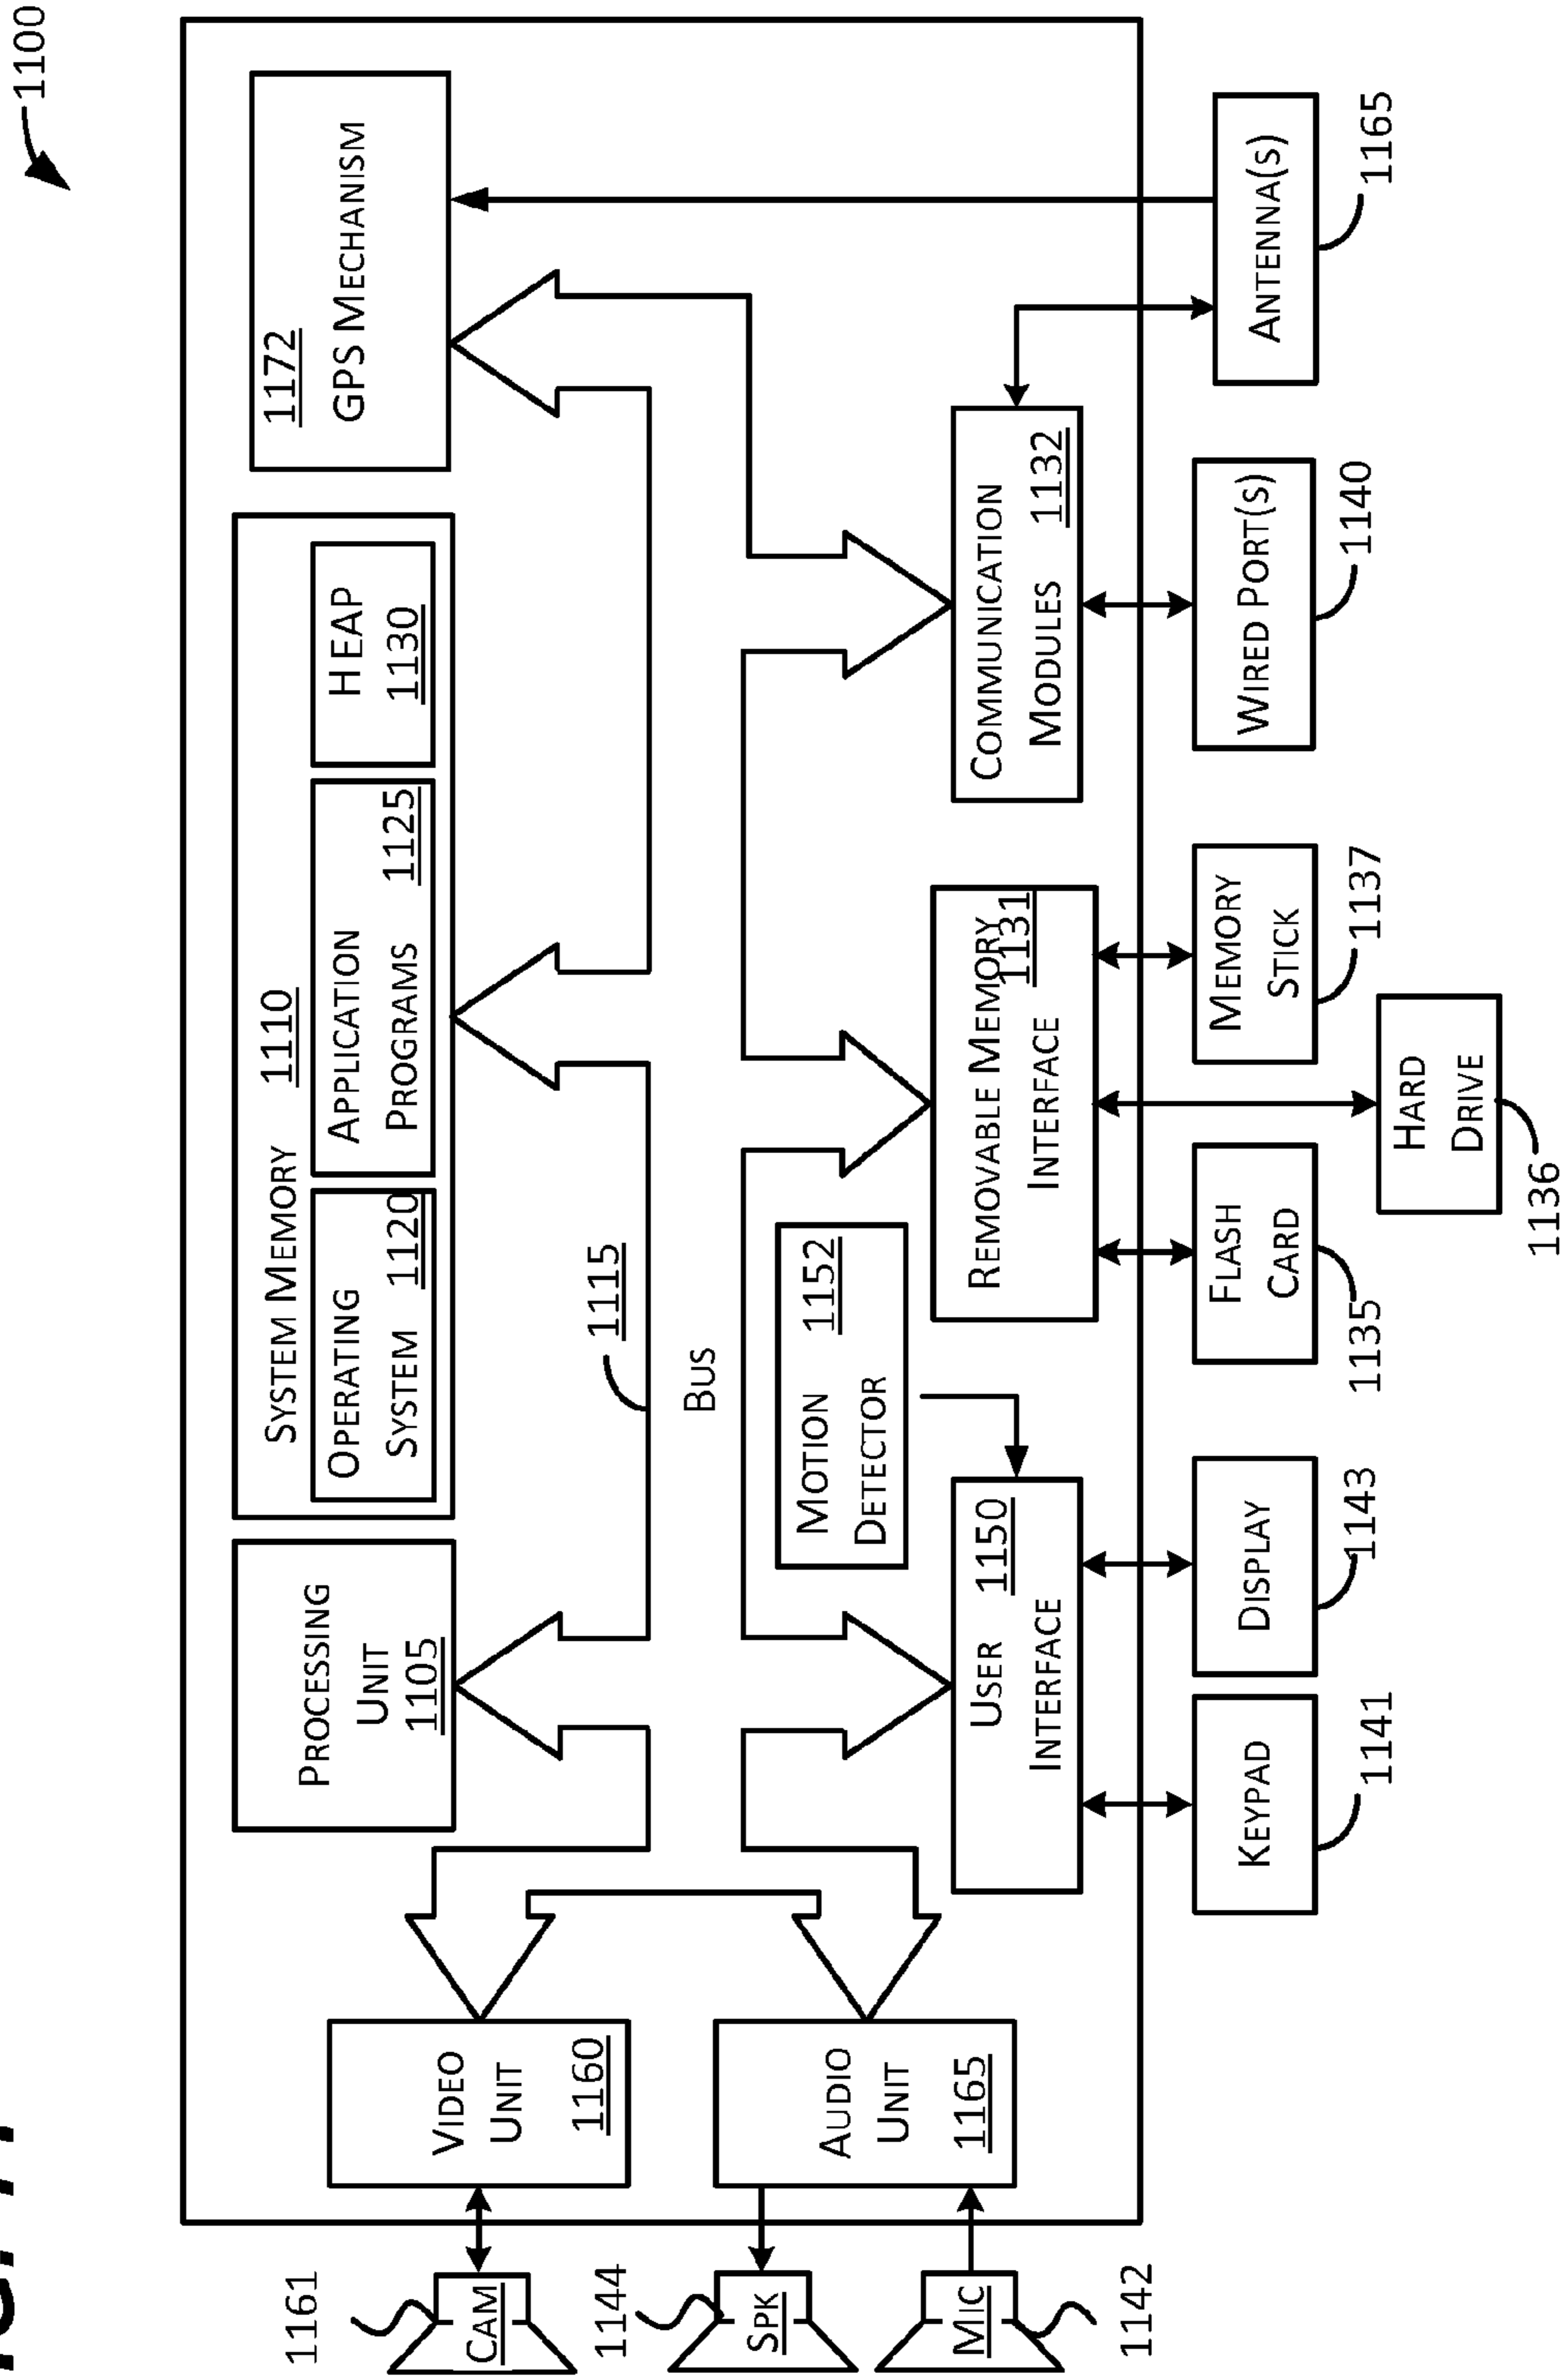 1100
PROCESSING
UNIT
1105
SYSTEM MEMORY 1110
OPERATING
SYSTEM 1120
APPLICATION
PROGRAMS 1125
HEAP
1130
1172
GPS MECHANISM
1115
BUS
VIDEO
UNIT
1160
AUDIO
UNIT
1165
MOTION
DETECTOR 1152
USER 1150
INTERFACE
REMOVABLE MEMORY
INTERFACE 1131
COMMUNICATION
MODULES 1132
1161
CAM
1144
SPK
MIC
1142
KEYPAD
1141
DISPLAY
1143
FLASH
CARD
1135
HARD
DRIVE
1136
MEMORY
STICK
1137
WIRED PORT(S)
1140
ANTENNA(S)
1165